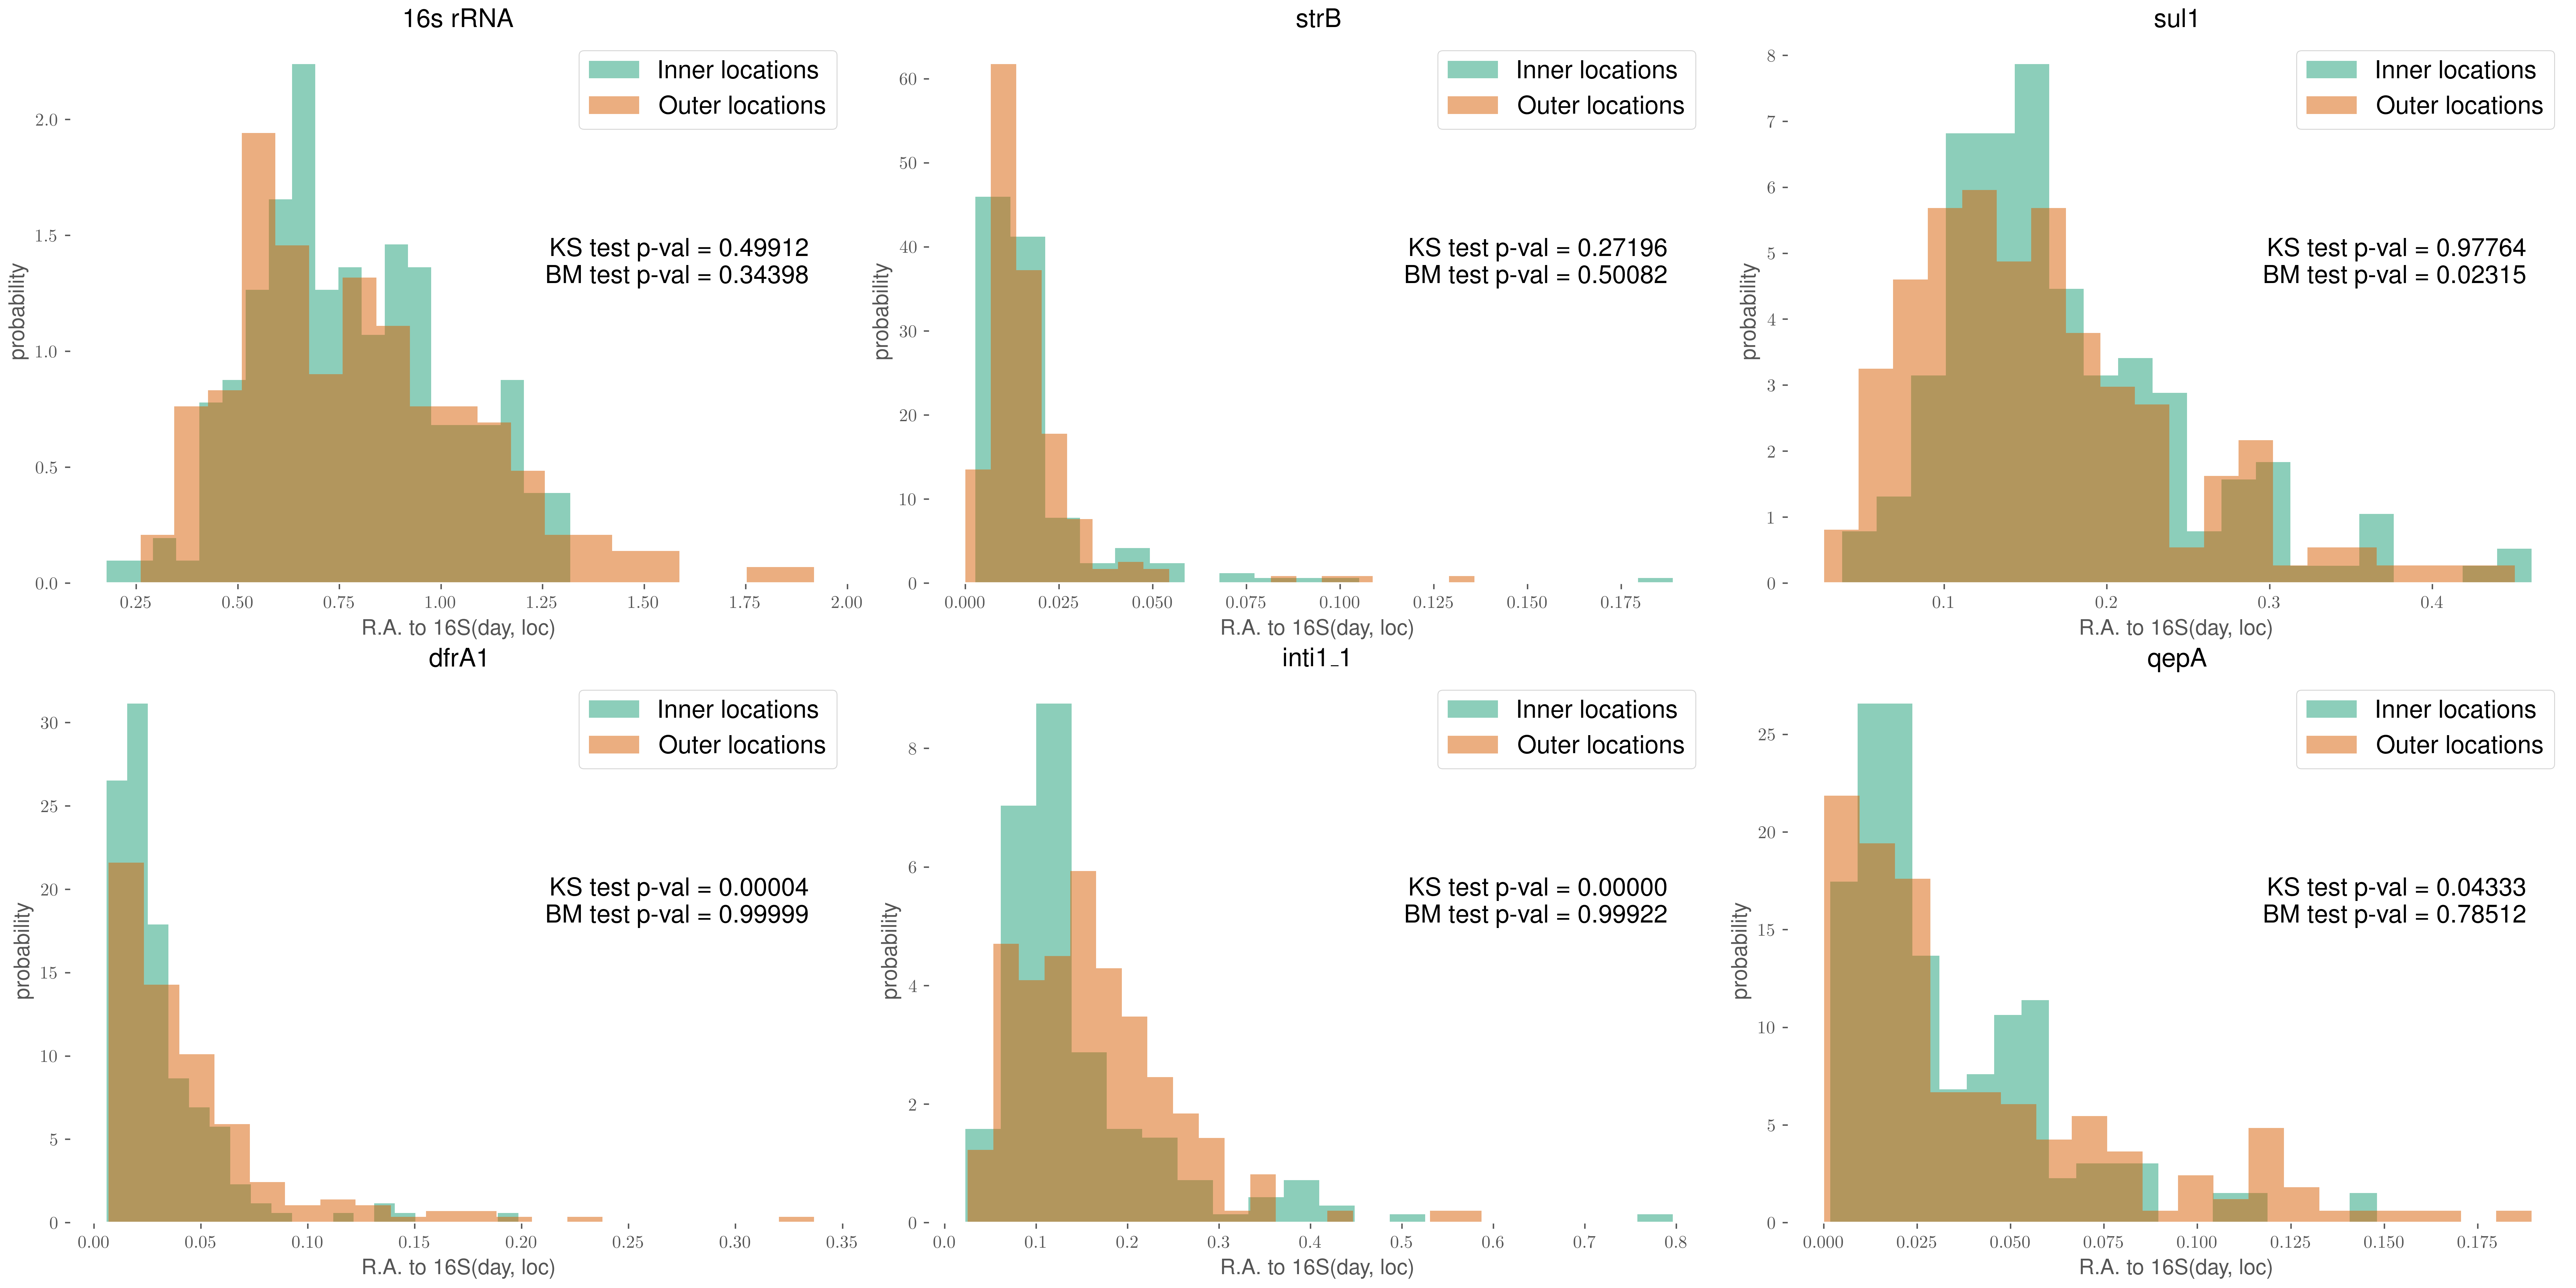 16s rRNA
Inner locations
Outer locations
KS test p-val = 0.49912
BM test p-val = 0.34398
probability
2.0
1.5
1.0
0.5
0.0
0.25 0.50 0.75 1.00 1.25 1.50 1.75 2.00
R.A. to 16S(day, loc)
strB
Inner locations
Outer locations
KS test p-val = 0.27196
BM test p-val = 0.50082
probability
60
50
40
30
20
10
0
0.000 0.025 0.050 0.075 0.100 0.125 0.150 0.175
R.A. to 16S(day, loc)
sul1
Inner locations
Outer locations
KS test p-val = 0.97764
BM test p-val = 0.02315
probability
8
7
6
5
4
3
2
1
0
0.1 0.2 0.3 0.4
R.A. to 16S(day, loc)
dfrA1
Inner locations
Outer locations
KS test p-val = 0.00004
BM test p-val = 0.99999
probability
30
25
20
15
10
5
0
0.00 0.05 0.10 0.15 0.20 0.25 0.30 0.35
R.A. to 16S(day, loc)
inti1_1
Inner locations
Outer locations
KS test p-val = 0.00000
BM test p-val = 0.99922
probability
8
6
4
2
0
0.0 0.1 0.2 0.3 0.4 0.5 0.6 0.7 0.8
R.A. to 16S(day, loc)
qepA
Inner locations
Outer locations
KS test p-val = 0.04333
BM test p-val = 0.78512
probability
25
20
15
10
5
0
0.000 0.025 0.050 0.075 0.100 0.125 0.150 0.175
R.A. to 16S(day, loc)